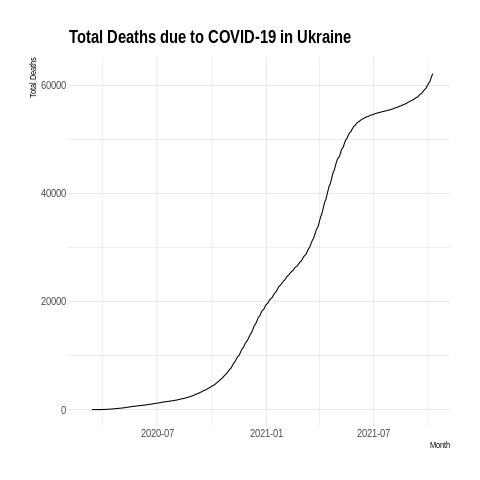 Total Deaths due to COVID-19 in Ukraine
Total Deaths
60000
40000
20000
0
2020-07
2021-01
2021-07
Month